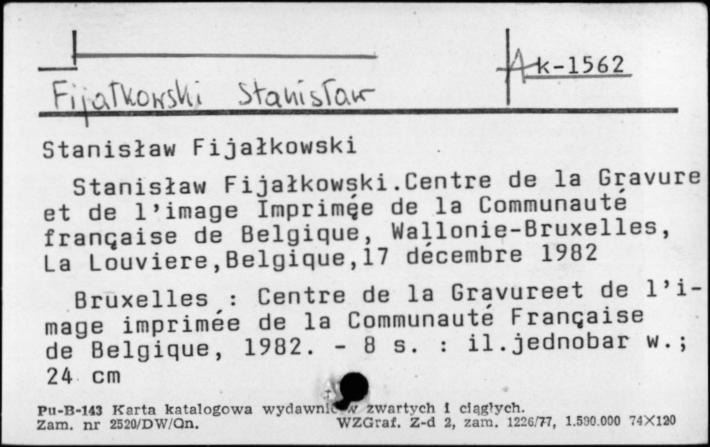 Ak-1562
Fijałkowski Stanisław
Stanisław Fijałkowski
Stanisław Fijałkowski.Centre de la Gravure
et de l’image Imprimée de la Communauté
française de Belgique, Wallonie-Bruxelles,
La Louviere,Belgique,17 décembre 1982
Bruxelles : Centre de la Gravureet de l’i-
mage imprimée de la Communauté Française
de Belgique, 1982. - 8 s. : il.jednobar w.;
24 cm
Pu-B-143 Karta katalogowa wydawnictw zwartych i ciągłych.
Zam. nr 2520/DW/Qn. WZGraf. Z-d 2, zam. 1226/77, 1.590.000 74×120